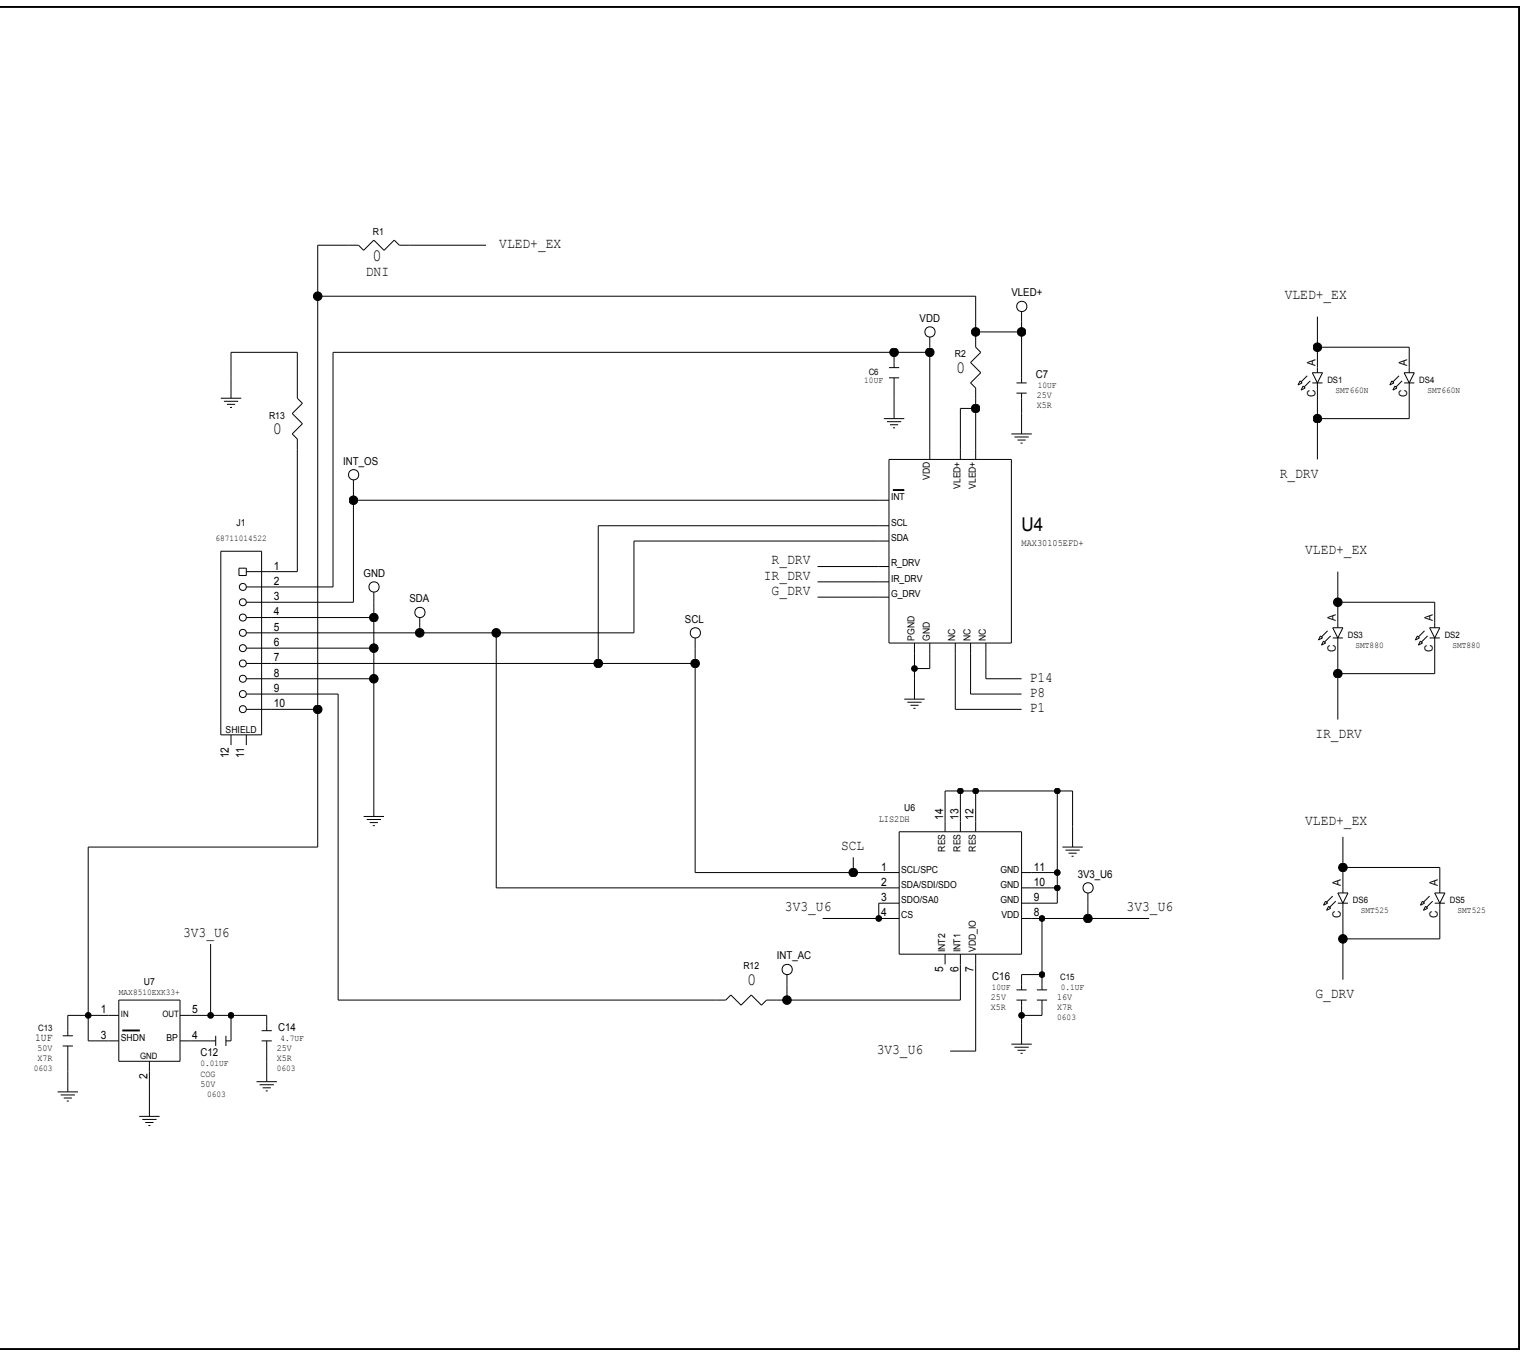 R1
0
DNI
VLED+_EX
VLED+
VDD
R2
0
C6
10UF
C7
10UF
25V
X5R
R13
0
INT_OS
VDD
VLED+
VLED+
INT
SCL
SDA
R_DRV
IR_DRV
G_DRV
PGND
GND
NC
NC
NC
U4
MAX30105EFD+
R_DRV
IR_DRV
G_DRV
P14
P8
P1
J1
68711014522
1
2
3
4
5
6
7
8
9
10
SHIELD
12
11
GND
SDA
SCL
U6
LIS2DH
14
13
12
RES
RES
RES
SCL
1
SCL/SPC
2
SDA/SDI/SDO
3
SDO/SA0
4
CS
3V3_U6
GND
11
GND
10
GND
9
VDD
8
3V3_U6
3V3_U6
INT2
INT1
VDD_IO
5
6
7
C16
10UF
25V
X5R
C15
0.1UF
16V
X7R
0603
INT_AC
R12
0
3V3_U6
3V3_U6
U7
MAX8510EXK33+
1
IN
OUT
5
3
SHDN
BP
4
GND
2
C13
1UF
50V
X7R
0603
C12
0.01UF
COG
50V
0603
C14
4.7UF
25V
X5R
0603
VLED+_EX
A
A
DS1
SMT660N
DS4
SMT660N
C
C
R_DRV
VLED+_EX
A
A
DS3
SMT880
DS2
SMT880
C
C
IR_DRV
VLED+_EX
A
A
DS6
SMT525
DS5
SMT525
C
C
G_DRV